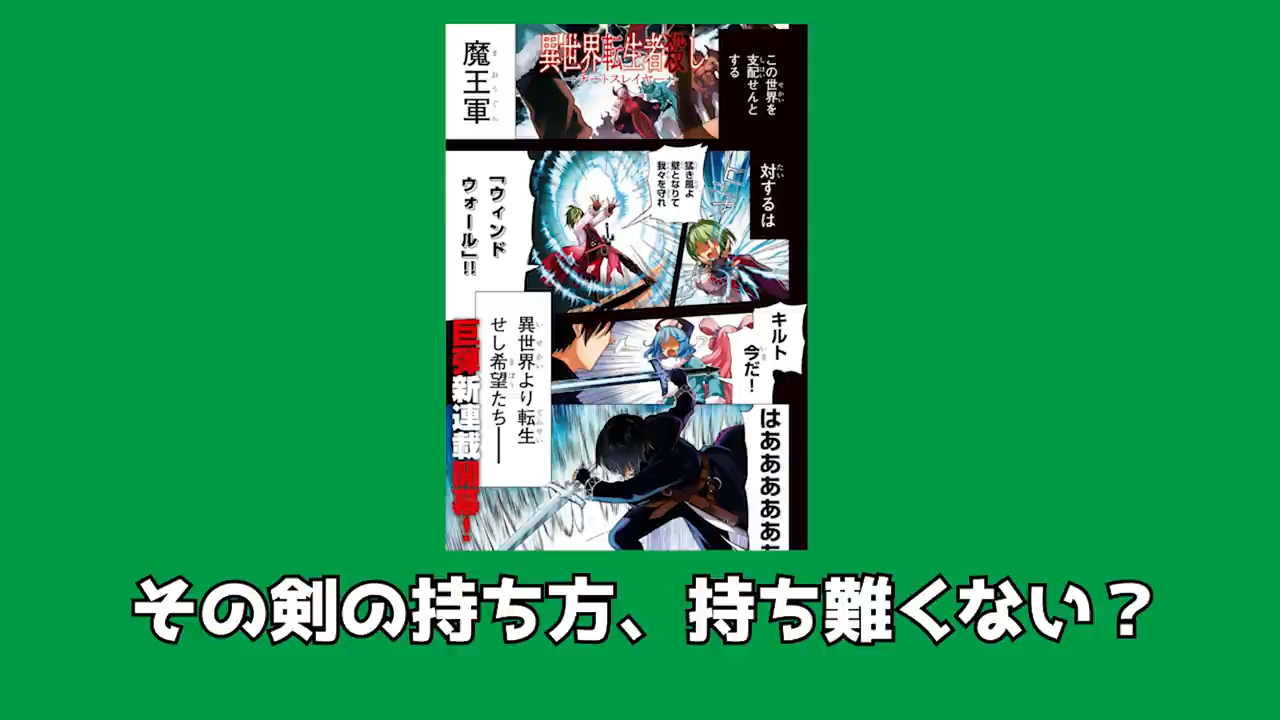 異世界転生者殺し
チートスレイヤー
この世界を
支配せんと
する
魔王軍
対するは
猛き風よ
壁となりて
我々を守れ
「ウィンド
ウォール」!!
キルト
今だ！
異世界より転生
せし希望たち――
はあああああ
巨弾新連載開幕！
その剣の持ち方、持ち難くない？